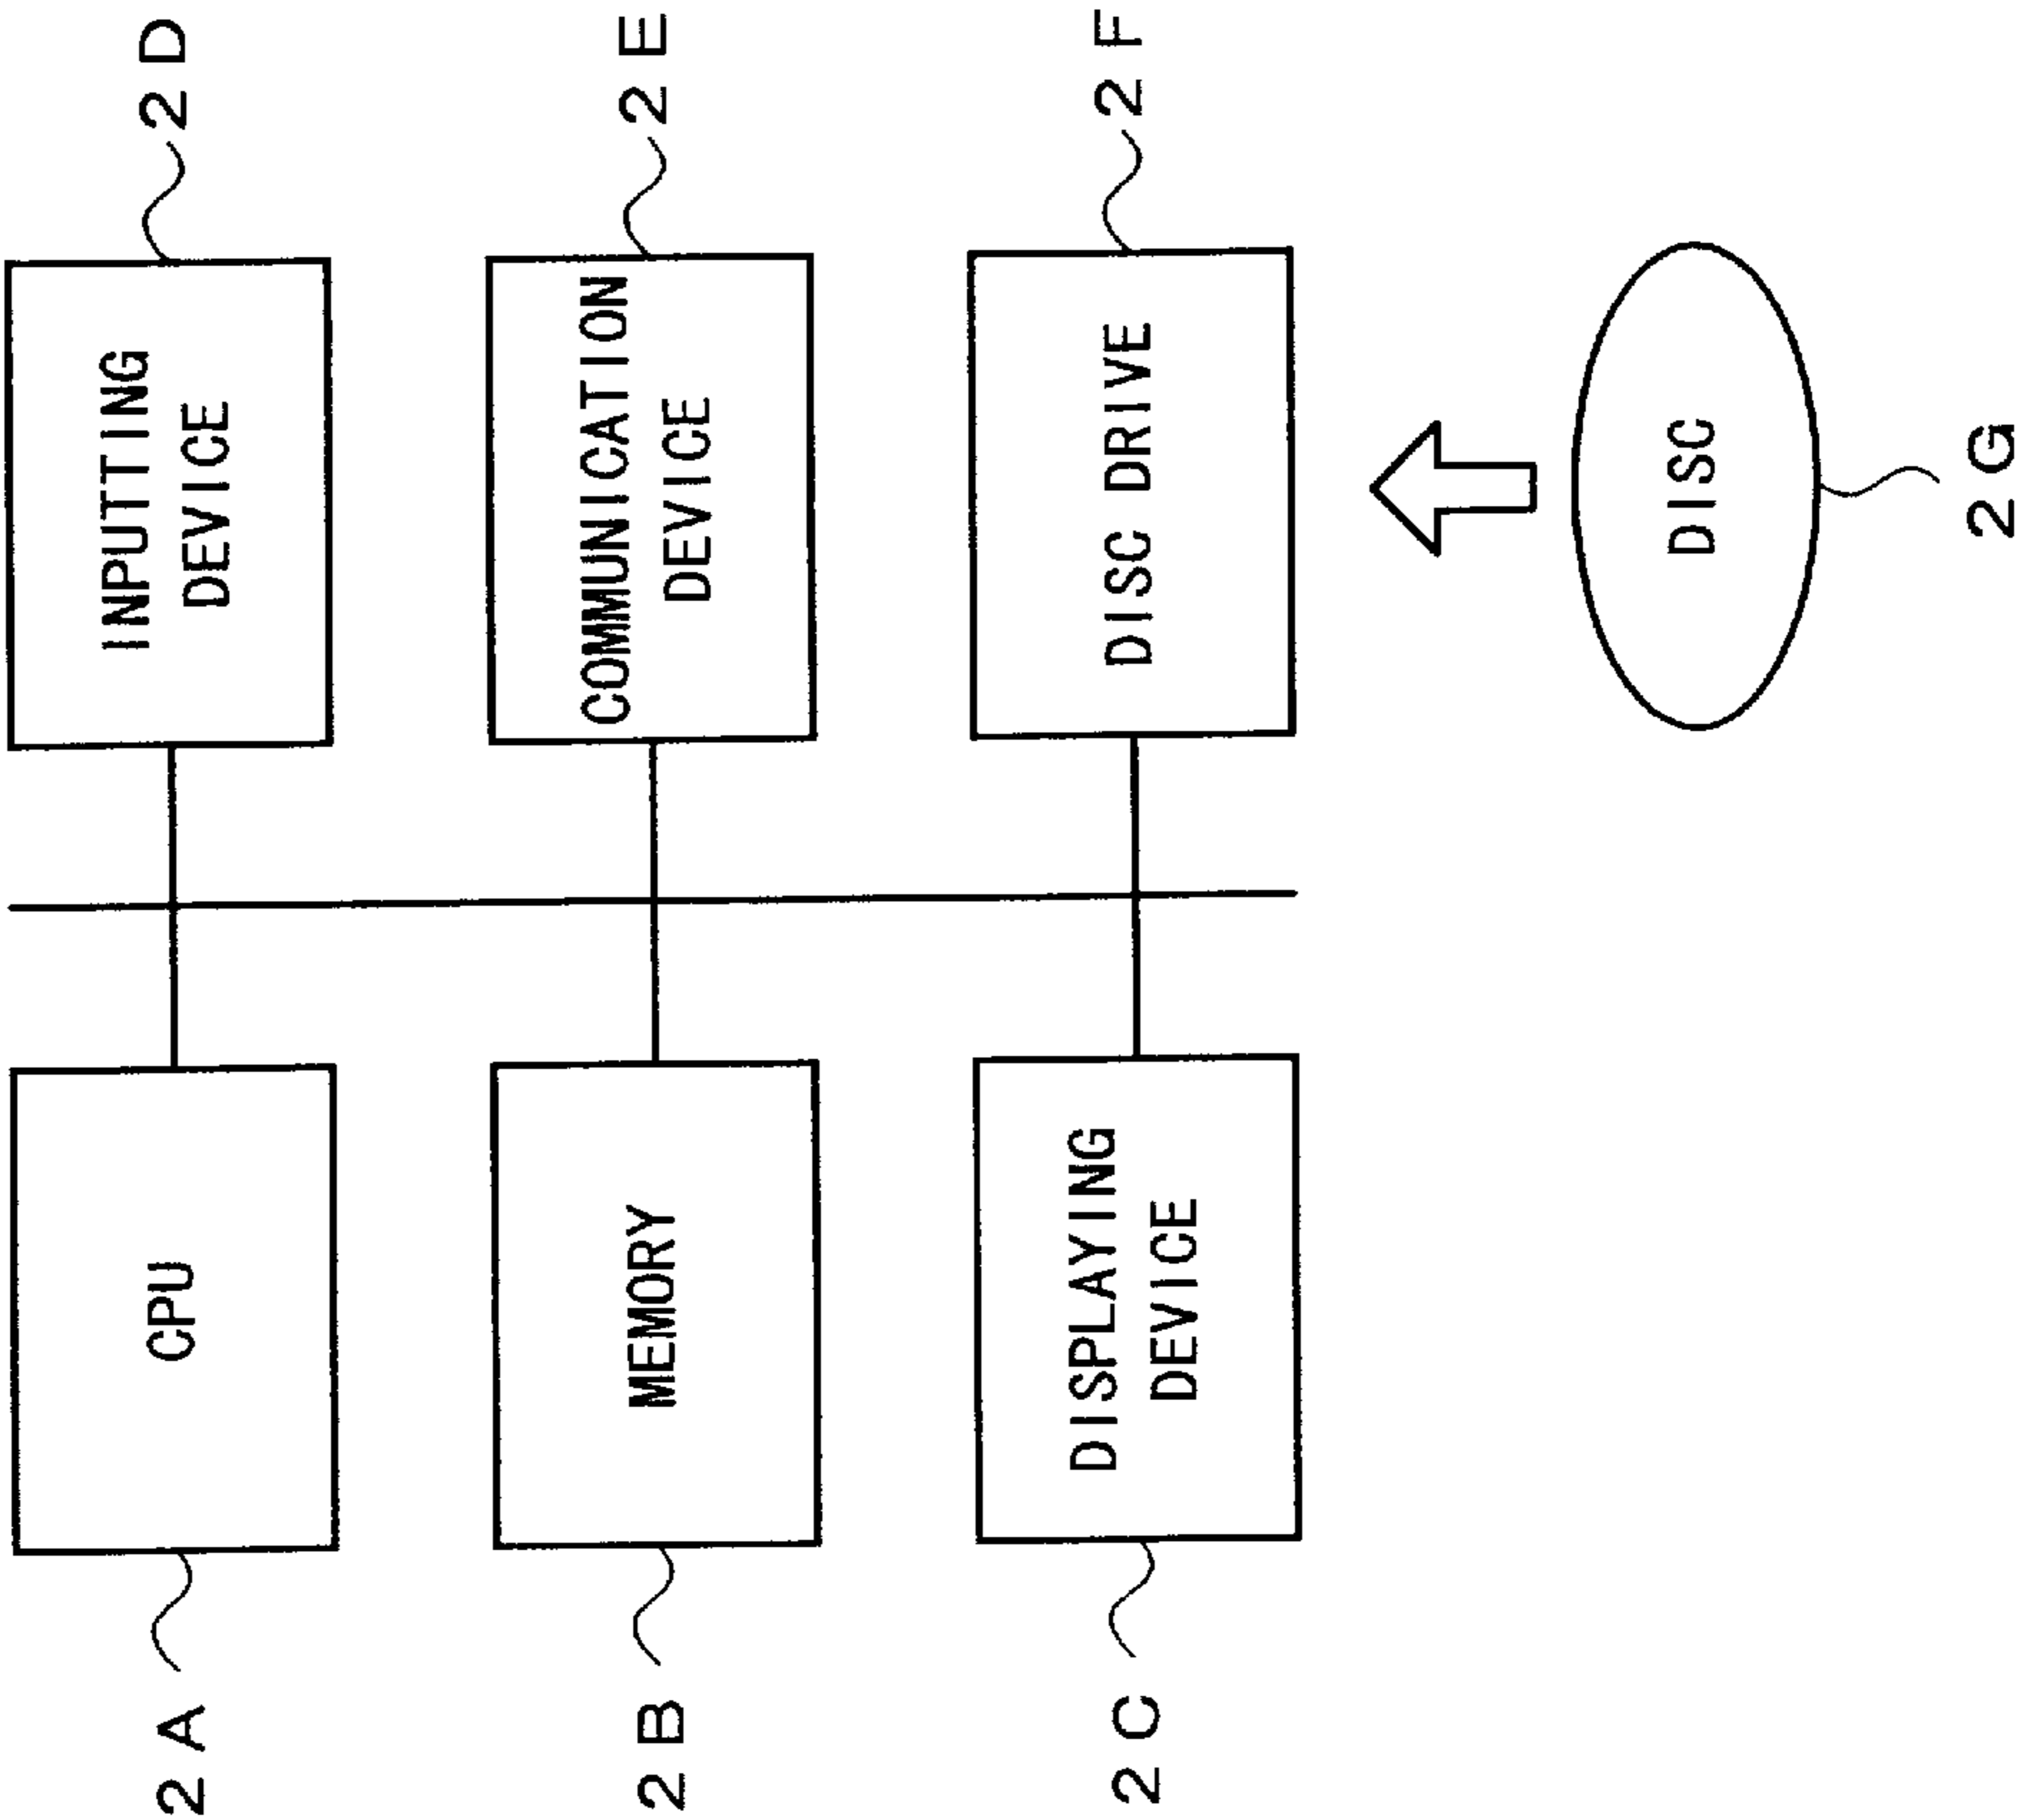 2A
CPU
INPUTTING
DEVICE
2D
2B
MEMORY
COMMUNICATION
DEVICE
2E
2C
DISPLAYING
DEVICE
DISC DRIVE
2F
DISC
2G